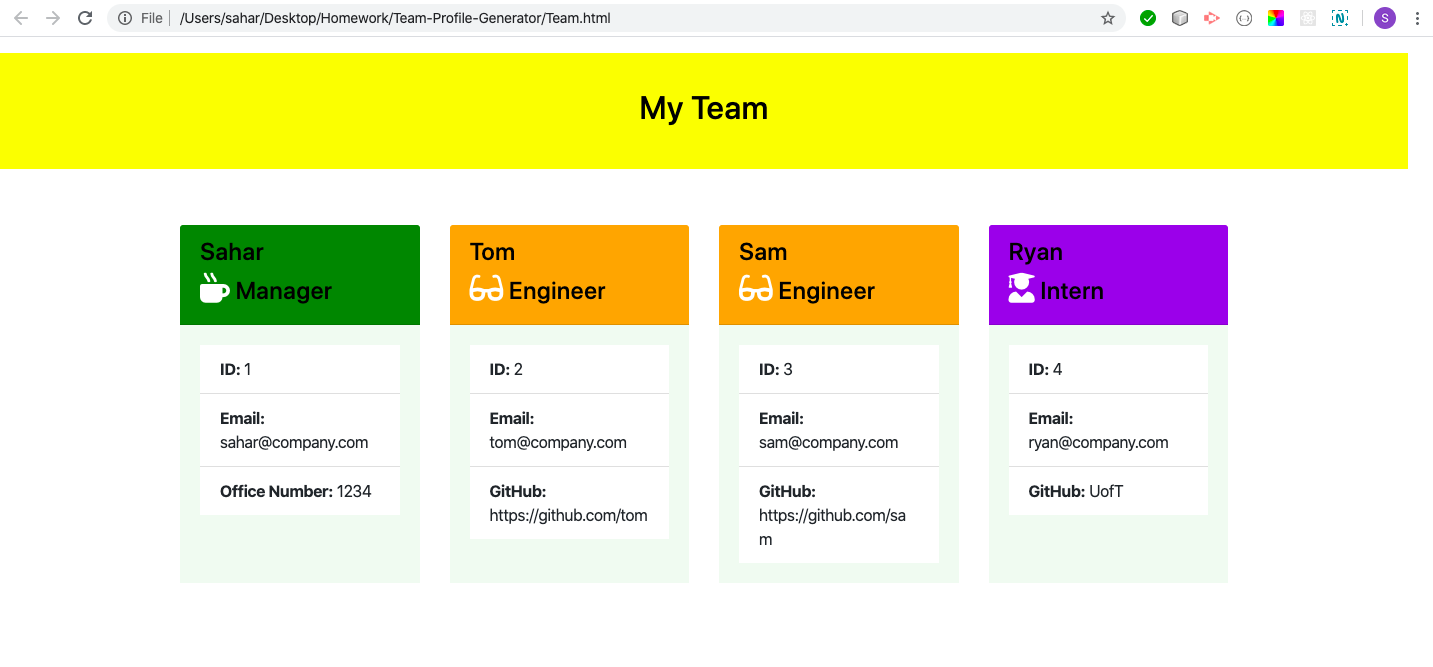 File /Users/sahar/Desktop/Homework/Team-Profile-Generator/Team.html
S
My Team
Sahar
Manager
ID: 1
Email:
sahar@company.com
Office Number: 1234
Tom
Engineer
ID: 2
Email:
tom@company.com
GitHub:
https://github.com/tom
Sam
Engineer
ID: 3
Email:
sam@company.com
GitHub:
https://github.com/sa
m
Ryan
Intern
ID: 4
Email:
ryan@company.com
GitHub: UofT